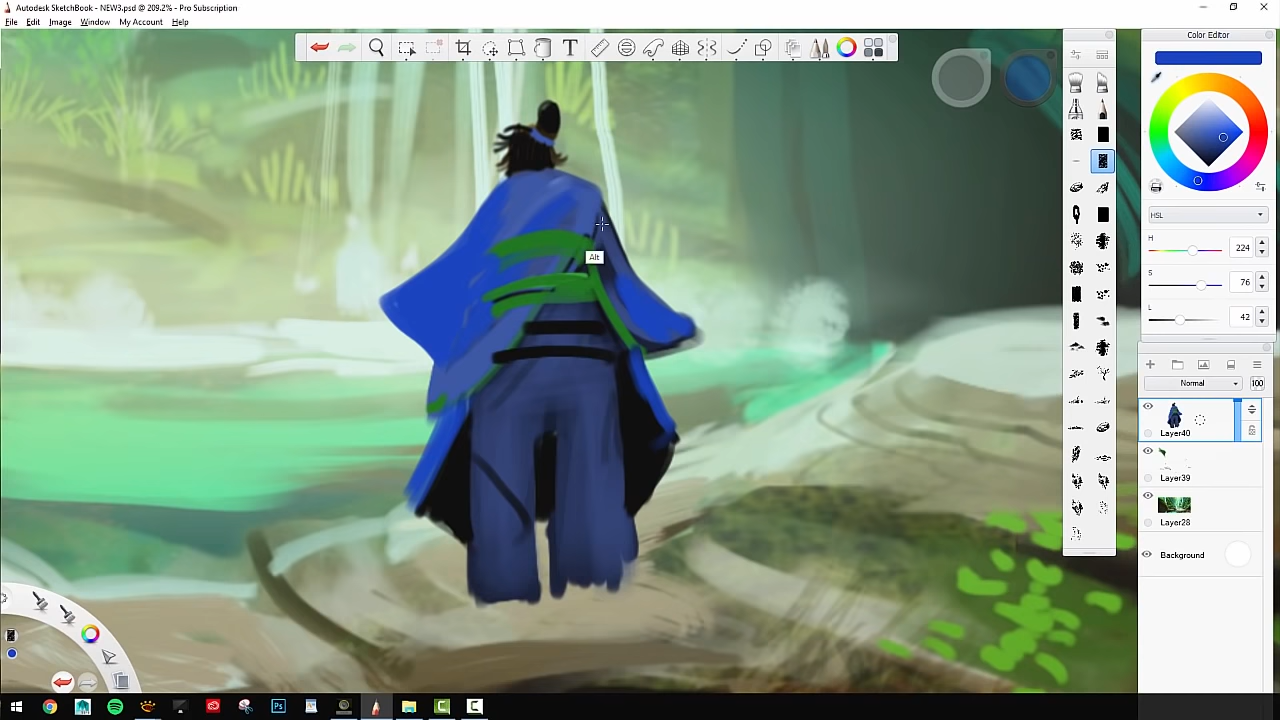 Autodesk SketchBook - NEW3.psd @ 209.2% - Pro Subscription
File Edit Image Window My Account Help
T
Color Editor
HSL
H 224
S 76
L 42
Normal 100
Layer40
Layer39
Layer28
Background
Alt
Ps